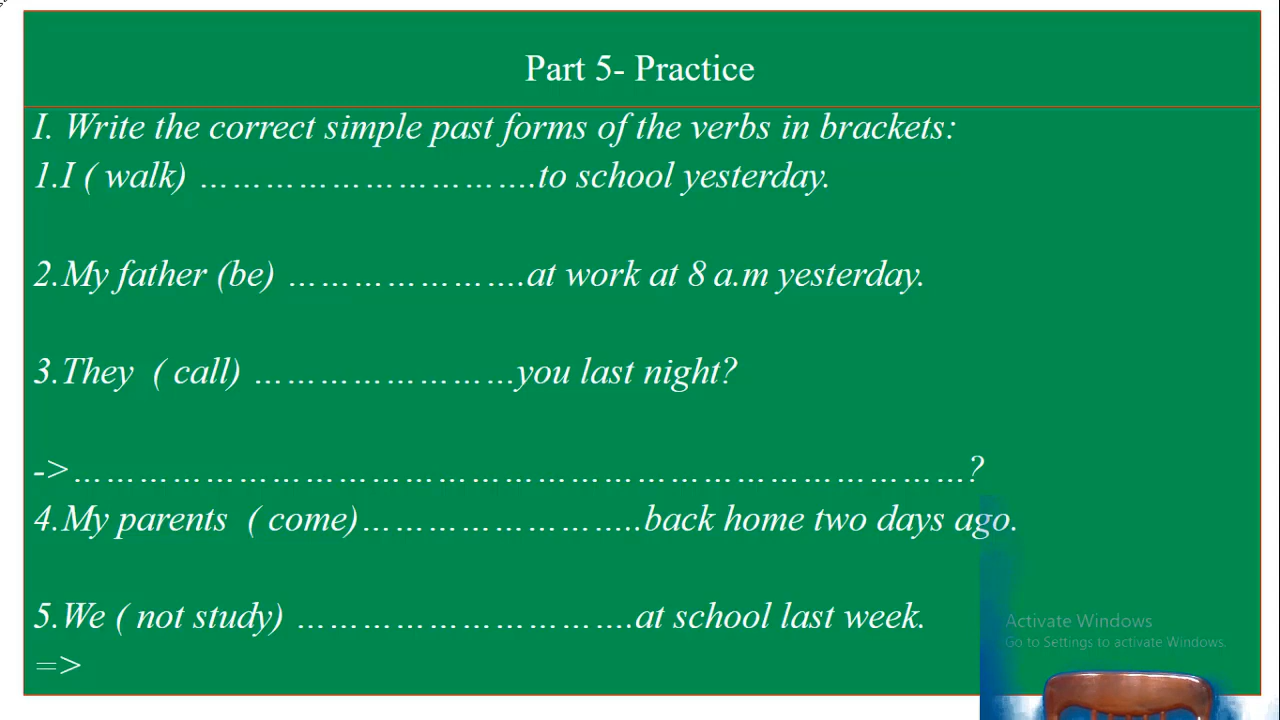 Part 5- Practice
I. Write the correct simple past forms of the verbs in brackets:
1.I ( walk) ………………………….to school yesterday.
2.My father (be) ………………….at work at 8 a.m yesterday.
3.They  ( call) ……………………you last night?
->………………………………………………………………………?
4.My parents  ( come)……………………..back home two days ago.
5.We ( not study) ………………………….at school last week.
=>
Activate Windows
Go to Settings to activate Windows.